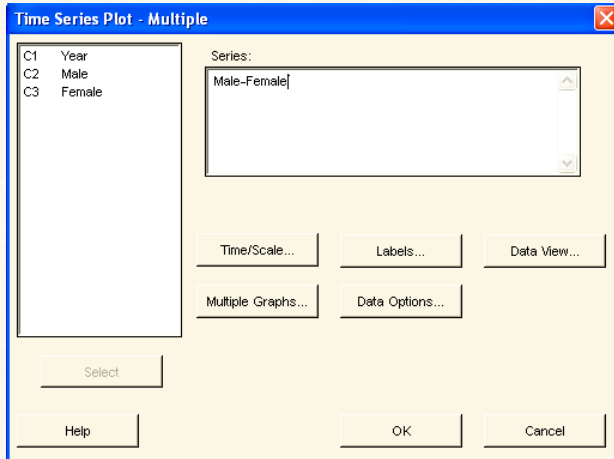 Time Series Plot - Multiple
C1 Year
C2 Male
C3 Female
Series:
Male-Female
Time/Scale...
Labels...
Data View...
Multiple Graphs...
Data Options...
Select
Help
OK
Cancel